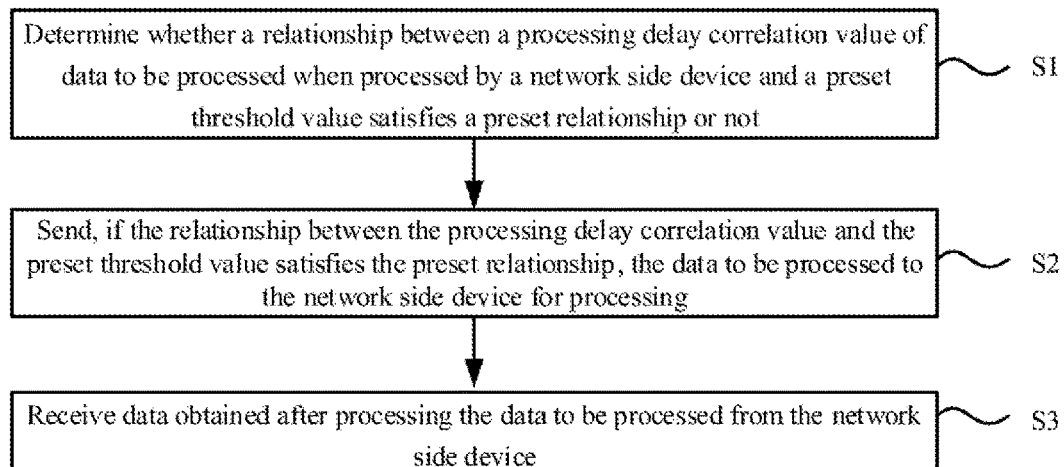 Determine whether a relationship between a processing delay correlation value of
data to be processed when processed by a network side device and a preset
threshold value satisfies a preset relationship or not
S1
Send, if the relationship between the processing delay correlation value and the
preset threshold value satisfies the preset relationship, the data to be processed to
the network side device for processing
S2
Receive data obtained after processing the data to be processed from the network
side device
S3